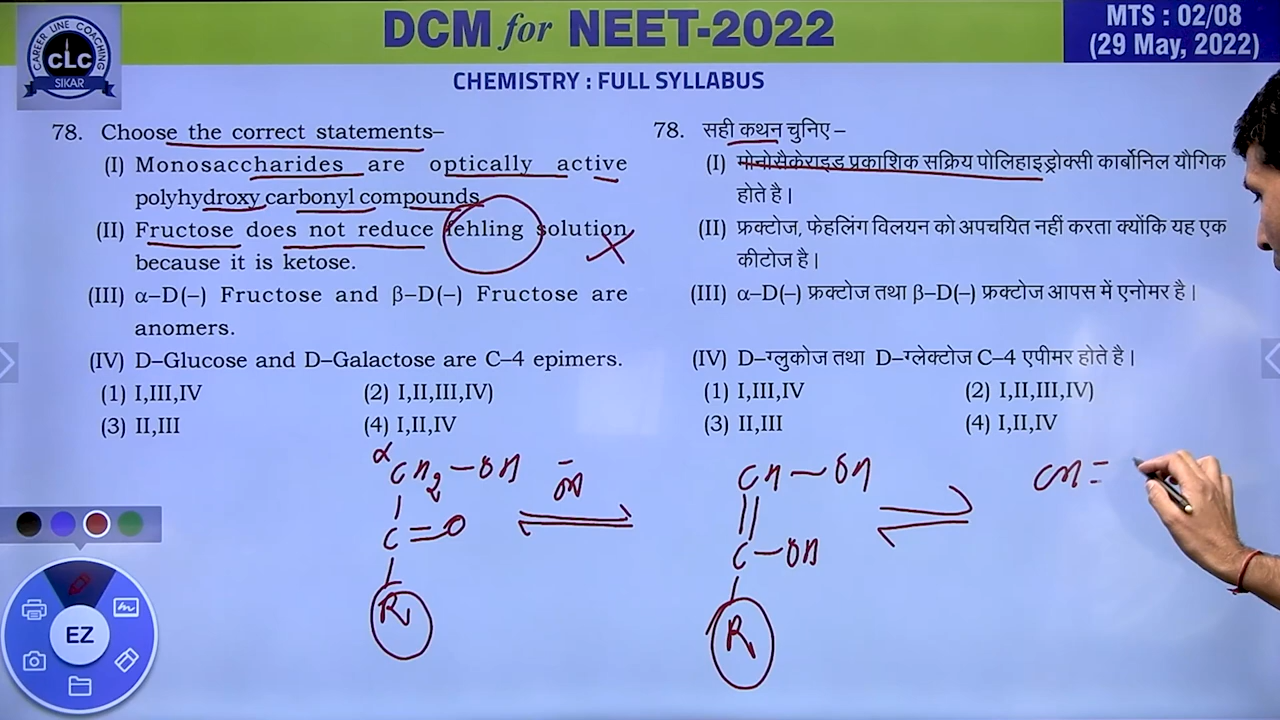 CAREER LINE COACHING
CLC
SIKAR
DCM for NEET-2022
MTS : 02/08
(29 May, 2022)
CHEMISTRY : FULL SYLLABUS
78. Choose the correct statements–
(I) Monosaccharides are optically active
polyhydroxy carbonyl compounds
(II) Fructose does not reduce fehling solution
because it is ketose.
(III) α–D(–) Fructose and β–D(–) Fructose are
anomers.
(IV) D–Glucose and D–Galactose are C–4 epimers.
(1) I,III,IV (2) I,II,III,IV)
(3) II,III (4) I,II,IV
78. सही कथन चुनिए –
(I) मोनोसैकेराइड प्रकाशिक सक्रिय पोलिहाइड्रोक्सी कार्बोनिल यौगिक
होते है।
(II) फ्रक्टोज, फेहलिंग विलयन को अपचयित नहीं करता क्योंकि यह एक
कीटोज है।
(III) α–D(–) फ्रक्टोज तथा β–D(–) फ्रक्टोज आपस में एनोमर है।
(IV) D–ग्लुकोज तथा D–ग्लेक्टोज C–4 एपीमर होते है।
(1) I,III,IV (2) I,II,III,IV)
(3) II,III (4) I,II,IV
α
CH2–OH
C=O
R
OH
CH–OH
C–OH
R
CH=
EZ